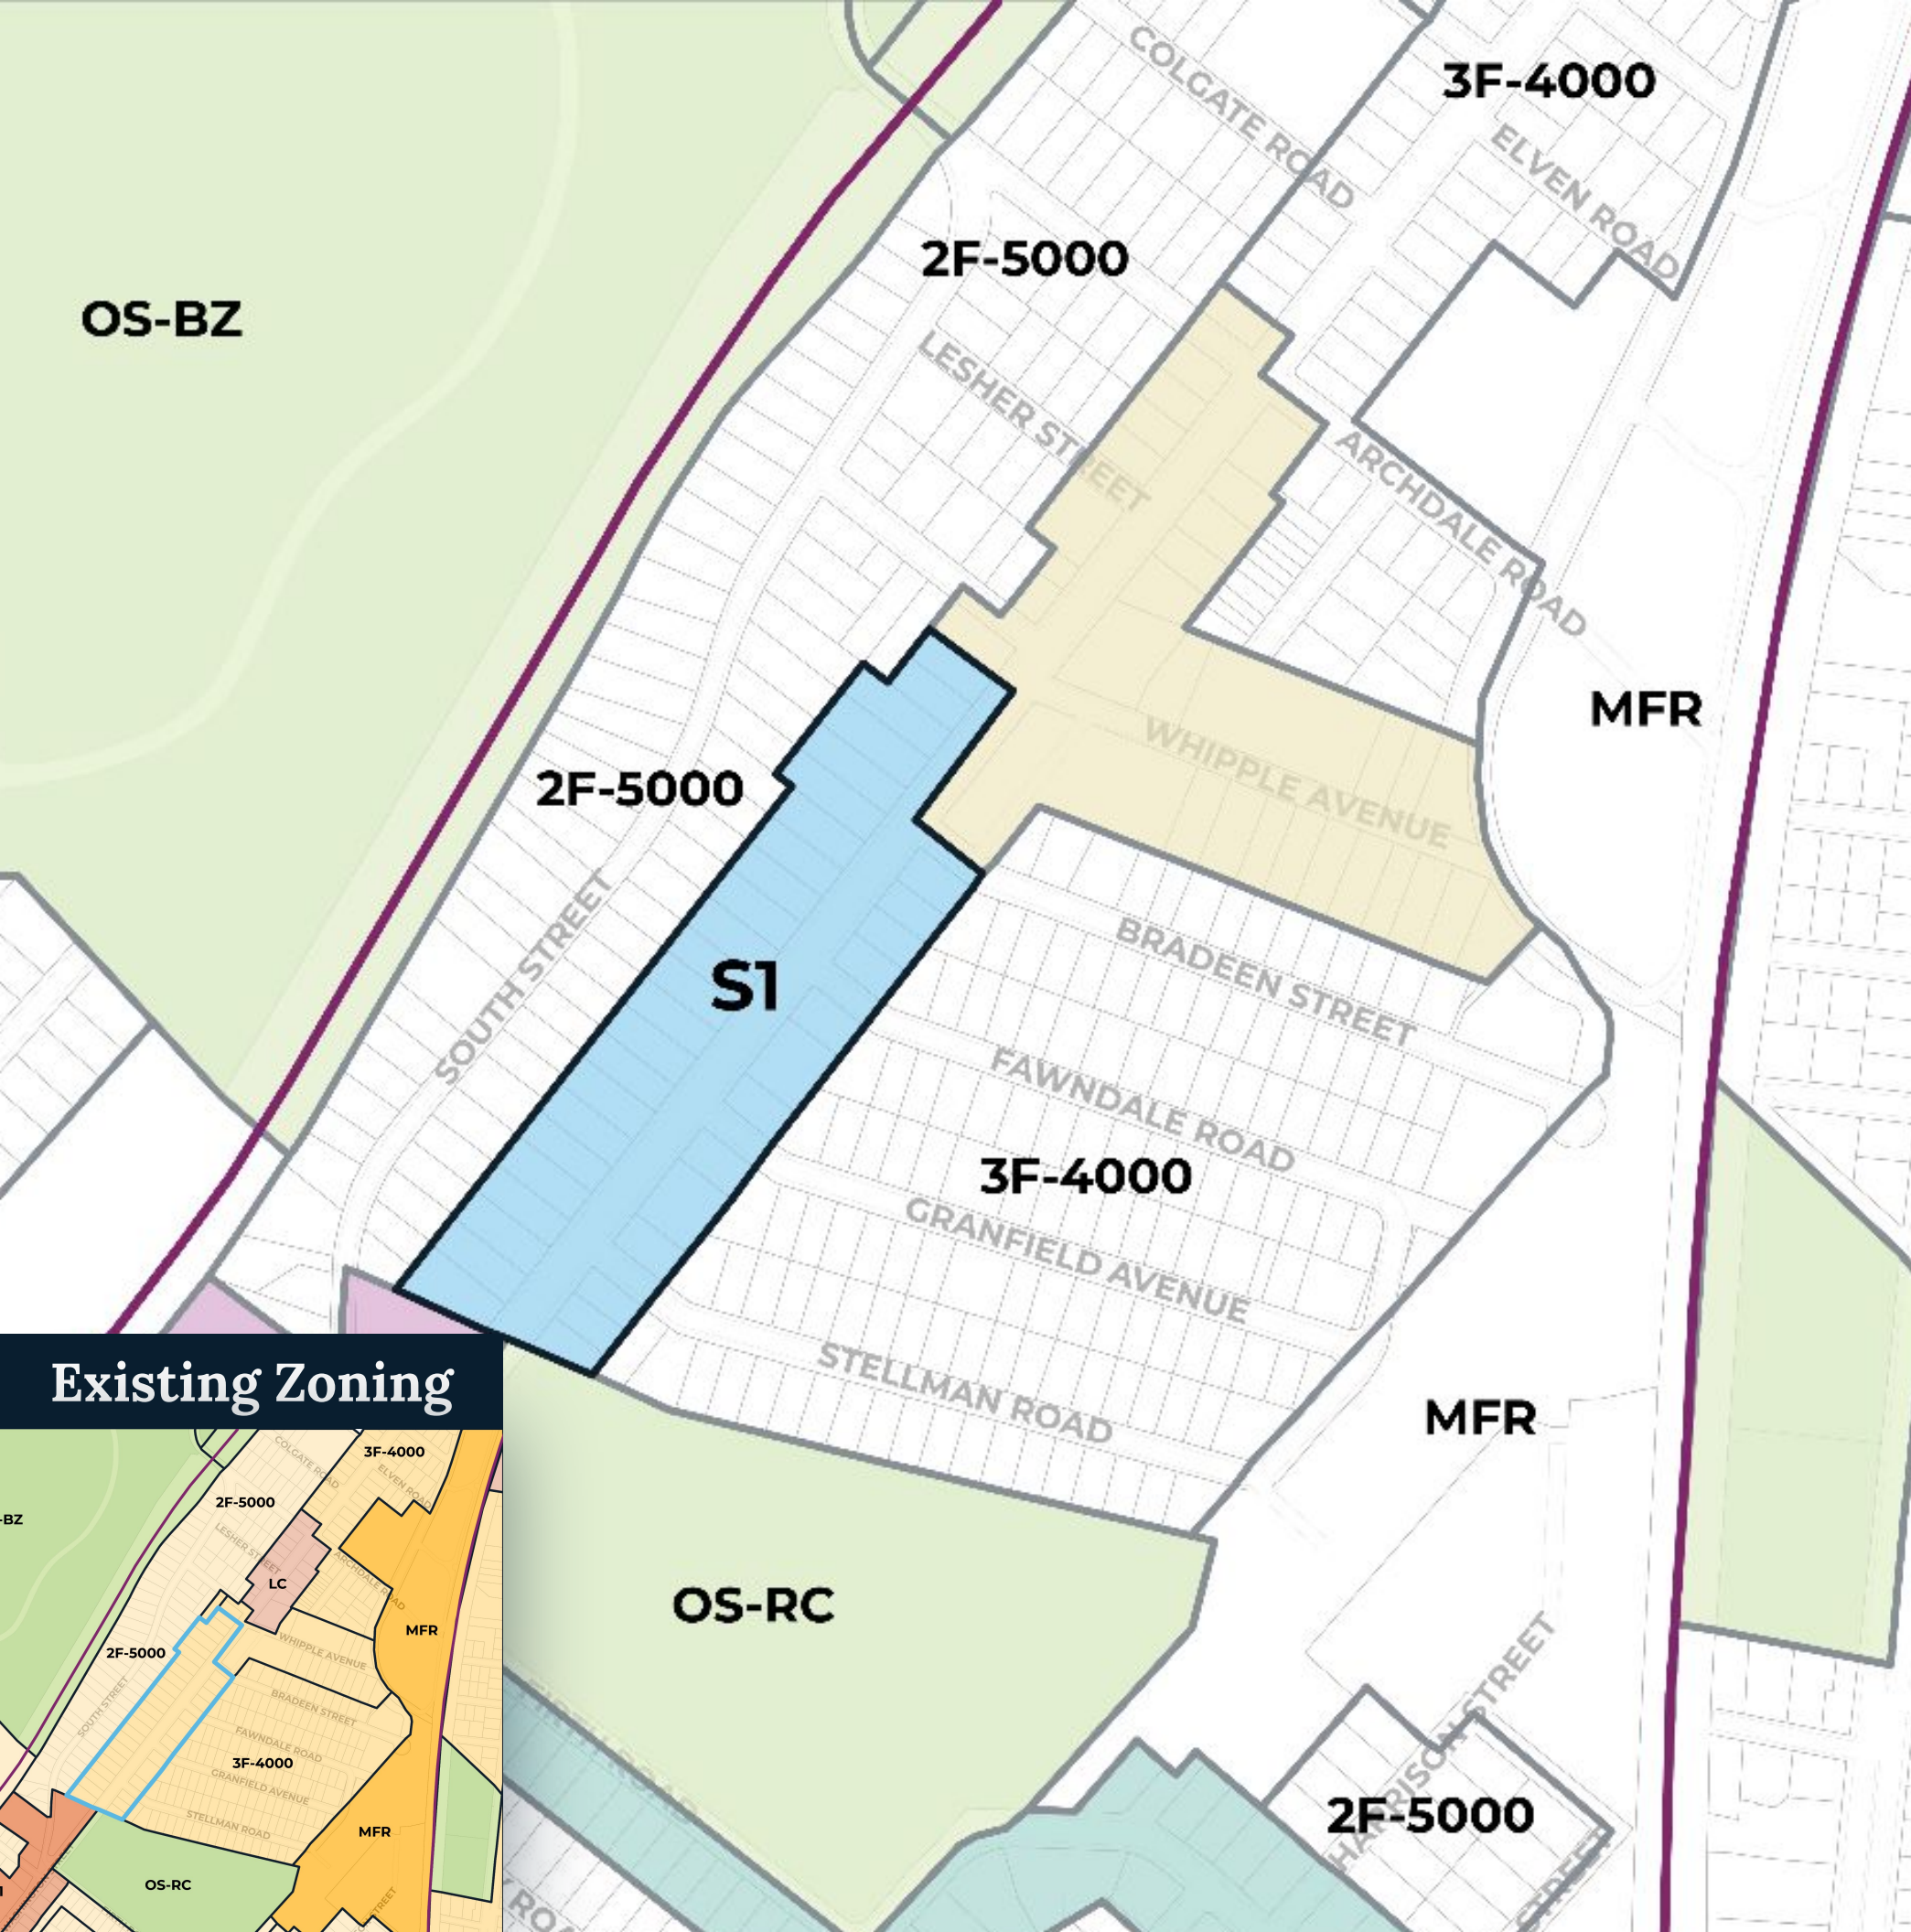 COLGATE ROAD
3F-4000
ELVEN ROAD
2F-5000
OS-BZ
LESHER STREET
ARCHDALE ROAD
MFR
WHIPPLE AVENUE
2F-5000
SOUTH STREET
S1
BRADEEN STREET
FAWNDALE ROAD
3F-4000
GRANFIELD AVENUE
STELLMAN ROAD
MFR
OS-RC
HARRISON STREET
2F-5000
STREET
Existing Zoning
COLGATE ROAD
3F-4000
ELVEN ROAD
2F-5000
-BZ
LESHER STREET
ARCHDALE ROAD
LC
MFR
WHIPPLE AVENUE
2F-5000
SOUTH STREET
BRADEEN STREET
FAWNDALE ROAD
3F-4000
GRANFIELD AVENUE
STELLMAN ROAD
MFR
OS-RC
STREET